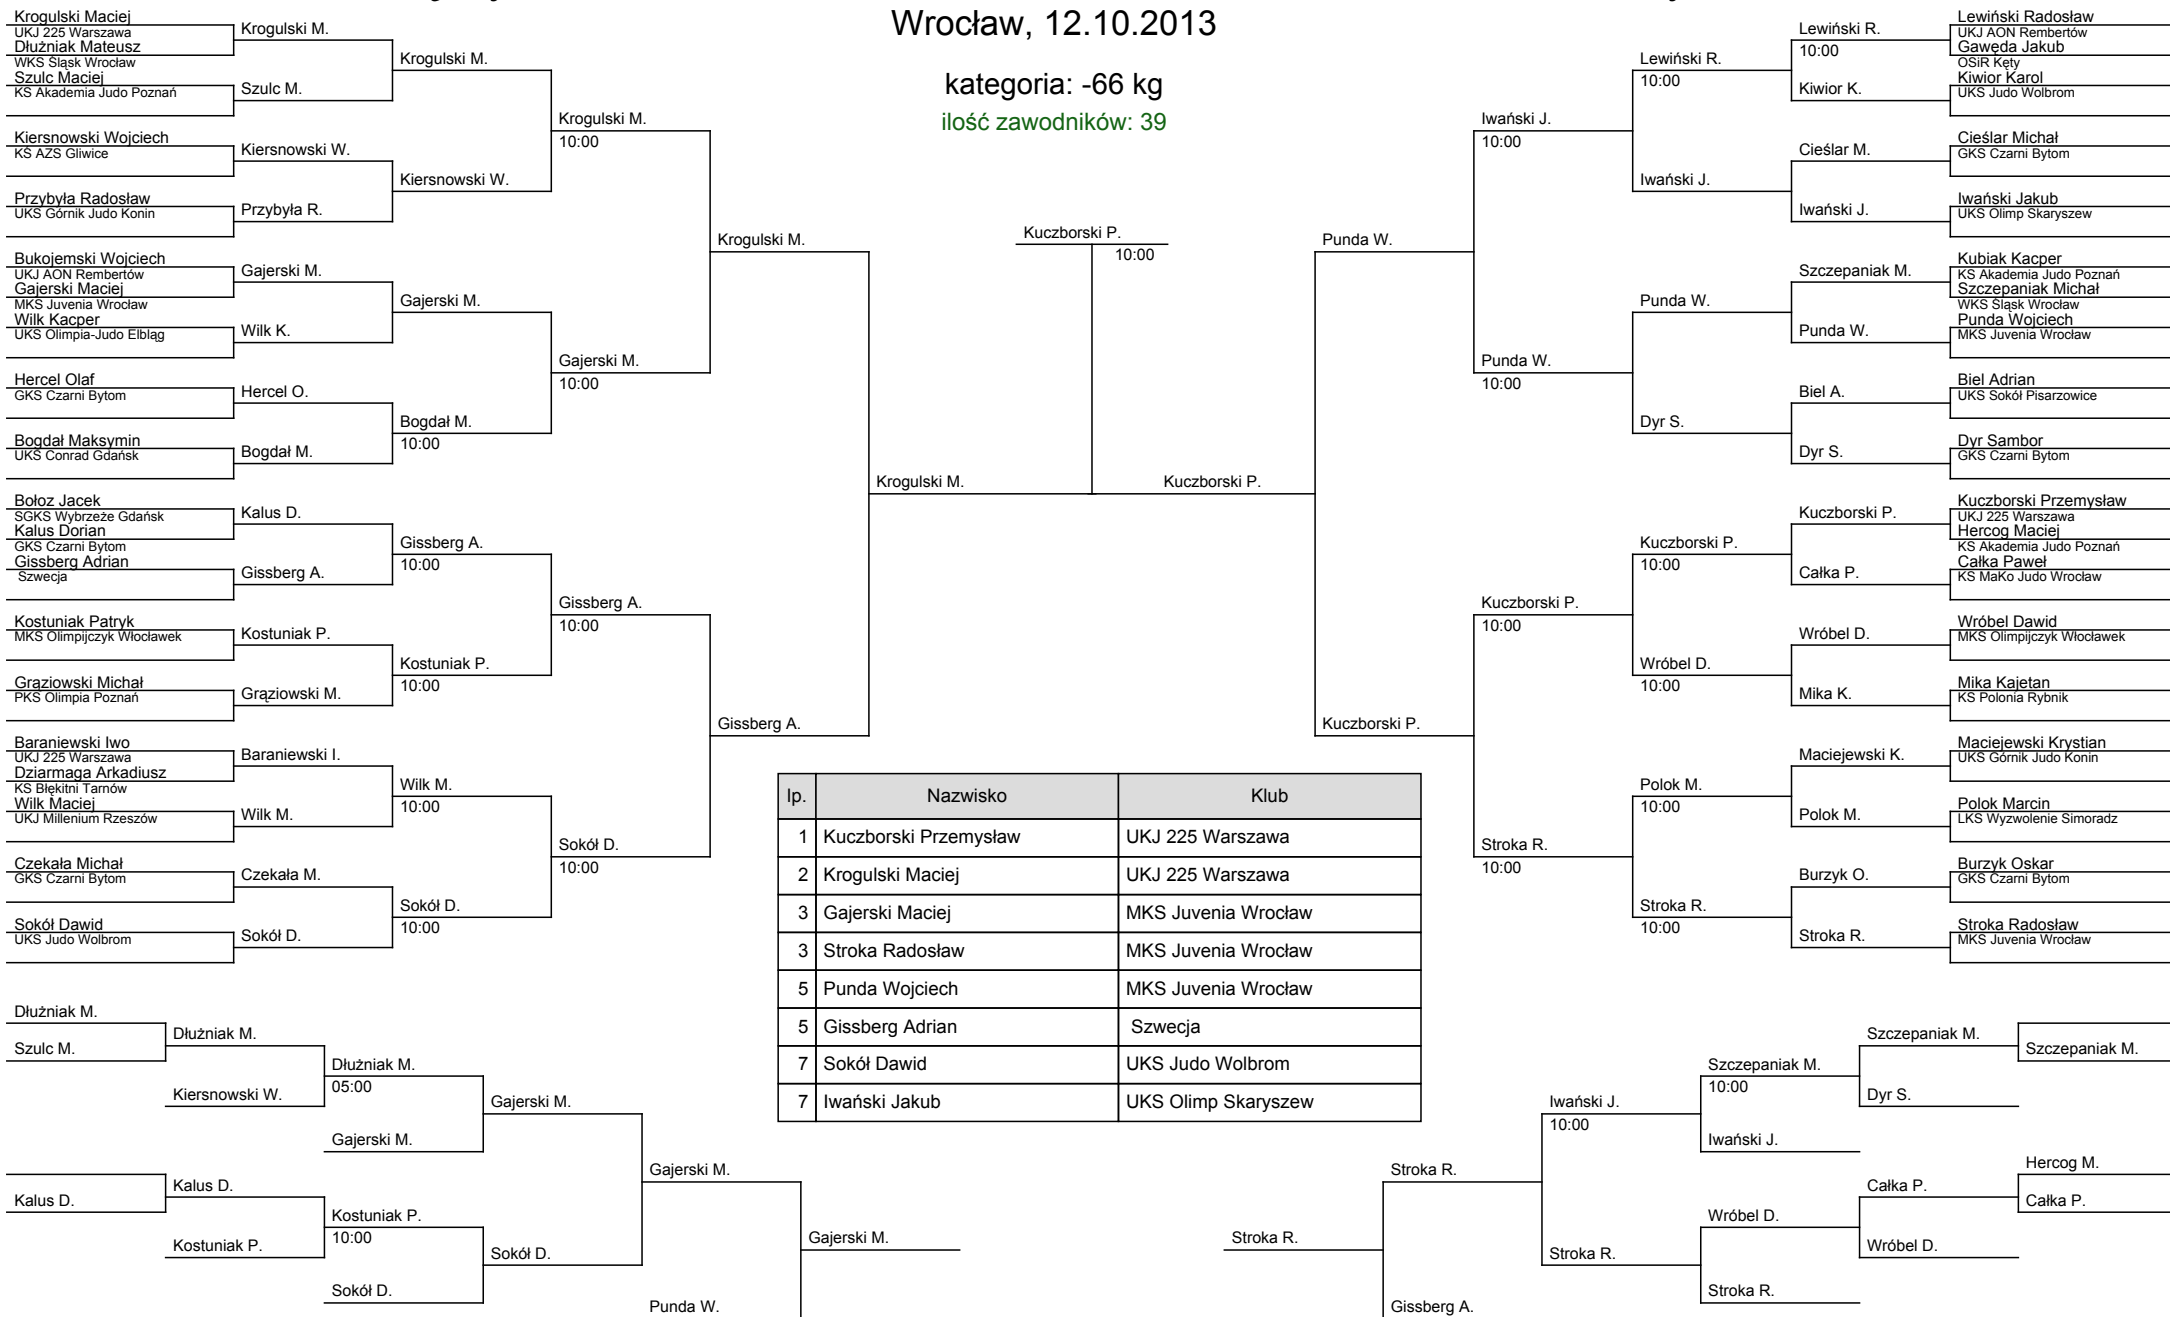 Wrocław, 12.10.2013
kategoria: -66 kg
ilość zawodników: 39
Krogulski Maciej
UKJ 225 Warszawa
Dłużniak Mateusz
WKS Śląsk Wrocław
Szulc Maciej
KS Akademia Judo Poznań
Kiersnowski Wojciech
KS AZS Gliwice
Przybyła Radosław
UKS Górnik Judo Konin
Bukojemski Wojciech
UKJ AON Rembertów
Gajerski Maciej
MKS Juvenia Wrocław
Wilk Kacper
UKS Olimpia-Judo Elbląg
Hercel Olaf
GKS Czarni Bytom
Bogdał Maksymin
UKS Conrad Gdańsk
Bołoz Jacek
SGKS Wybrzeże Gdańsk
Kalus Dorian
GKS Czarni Bytom
Gissberg Adrian
Szwecja
Kostuniak Patryk
MKS Olimpijczyk Włocławek
Grąziowski Michał
PKS Olimpia Poznań
Baraniewski Iwo
UKJ 225 Warszawa
Dziarmaga Arkadiusz
KS Błękitni Tarnów
Wilk Maciej
UKJ Millenium Rzeszów
Czekała Michał
GKS Czarni Bytom
Sokół Dawid
UKS Judo Wolbrom
Krogulski M.
Szulc M.
Kiersnowski W.
Przybyła R.
Gajerski M.
Wilk K.
Hercel O.
Bogdał M.
Kalus D.
Gissberg A.
Kostuniak P.
Grąziowski M.
Baraniewski I.
Wilk M.
Czekała M.
Sokół D.
Krogulski M.
Kiersnowski W.
Gajerski M.
Bogdał M.
10:00
Gissberg A.
10:00
Kostuniak P.
10:00
Wilk M.
10:00
Sokół D.
10:00
Krogulski M.
10:00
Gajerski M.
10:00
Gissberg A.
10:00
Sokół D.
10:00
Krogulski M.
Gissberg A.
Krogulski M.
Kuczborski P.
10:00
Kuczborski P.
Punda W.
Kuczborski P.
Iwański J.
10:00
Punda W.
10:00
Kuczborski P.
10:00
Stroka R.
10:00
Lewiński R.
10:00
Iwański J.
Punda W.
Dyr S.
Kuczborski P.
10:00
Wróbel D.
10:00
Polok M.
10:00
Stroka R.
10:00
Lewiński R.
10:00
Kiwior K.
Cieślar M.
Iwański J.
Szczepaniak M.
Punda W.
Biel A.
Dyr S.
Kuczborski P.
Całka P.
Wróbel D.
Mika K.
Maciejewski K.
Polok M.
Burzyk O.
Stroka R.
Lewiński Radosław
UKJ AON Rembertów
Gawęda Jakub
OSiR Kęty
Kiwior Karol
UKS Judo Wolbrom
Cieślar Michał
GKS Czarni Bytom
Iwański Jakub
UKS Olimp Skaryszew
Kubiak Kacper
KS Akademia Judo Poznań
Szczepaniak Michał
WKS Śląsk Wrocław
Punda Wojciech
MKS Juvenia Wrocław
Biel Adrian
UKS Sokół Pisarzowice
Dyr Sambor
GKS Czarni Bytom
Kuczborski Przemysław
UKJ 225 Warszawa
Hercog Maciej
KS Akademia Judo Poznań
Całka Paweł
KS MaKo Judo Wrocław
Wróbel Dawid
MKS Olimpijczyk Włocławek
Mika Kajetan
KS Polonia Rybnik
Maciejewski Krystian
UKS Górnik Judo Konin
Polok Marcin
LKS Wyzwolenie Simoradz
Burzyk Oskar
GKS Czarni Bytom
Stroka Radosław
MKS Juvenia Wrocław
lp. Nazwisko Klub
1 Kuczborski Przemysław UKJ 225 Warszawa
2 Krogulski Maciej UKJ 225 Warszawa
3 Gajerski Maciej MKS Juvenia Wrocław
3 Stroka Radosław MKS Juvenia Wrocław
5 Punda Wojciech MKS Juvenia Wrocław
5 Gissberg Adrian Szwecja
7 Sokół Dawid UKS Judo Wolbrom
7 Iwański Jakub UKS Olimp Skaryszew
Dłużniak M.
Szulc M.
Kalus D.
Dłużniak M.
Kiersnowski W.
Kalus D.
Kostuniak P.
Dłużniak M.
05:00
Gajerski M.
Kostuniak P.
10:00
Sokół D.
Gajerski M.
Sokół D.
Gajerski M.
Punda W.
Gajerski M.
Stroka R.
Stroka R.
Gissberg A.
Iwański J.
10:00
Stroka R.
Szczepaniak M.
10:00
Iwański J.
Wróbel D.
Stroka R.
Szczepaniak M.
Dyr S.
Całka P.
Wróbel D.
Szczepaniak M.
Hercog M.
Całka P.